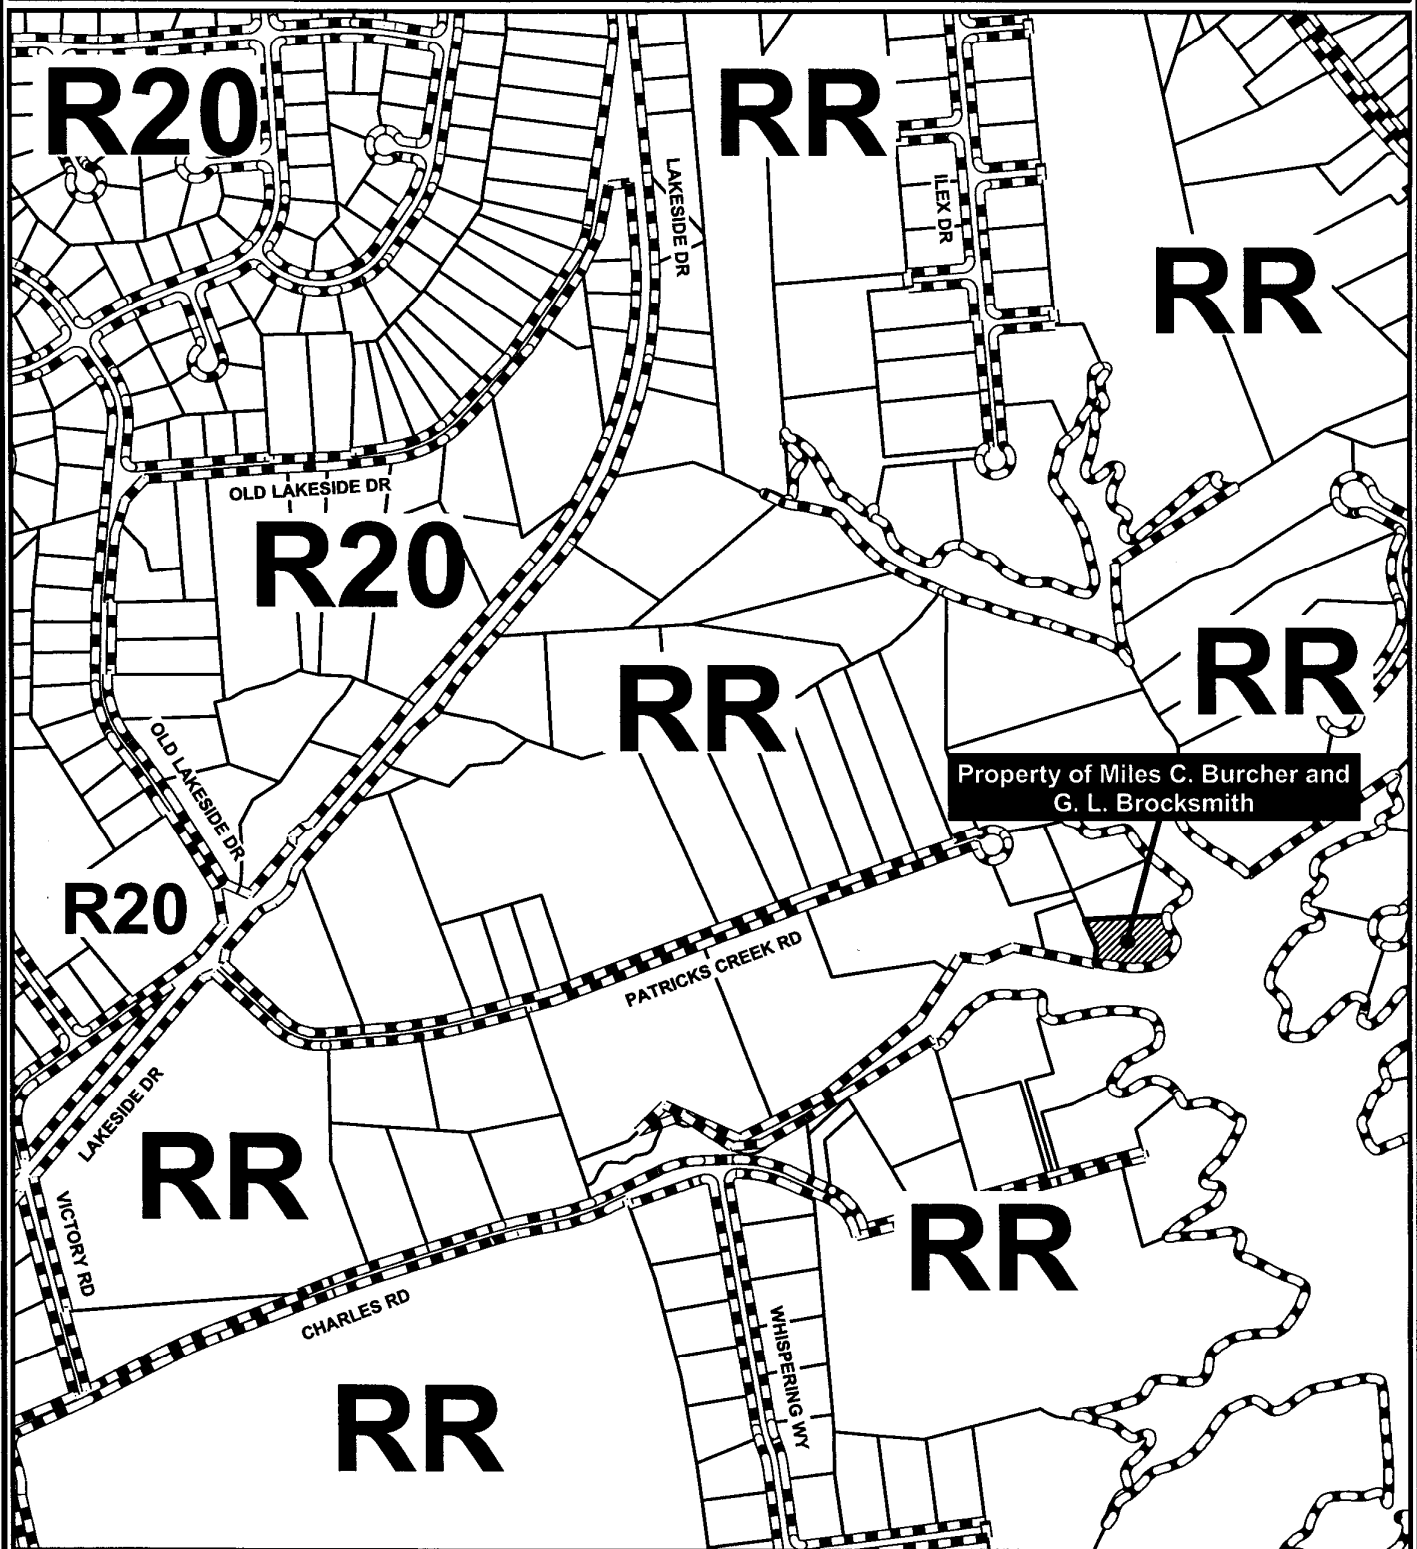 R20
RR
LAKESIDE DR
ILEX DR
RR
OLD LAKESIDE DR
R20
RR
RR
OLD LAKESIDE DR
Property of Miles C. Burcher and
G. L. Brocksmith
R20
PATRICKS CREEK RD
LAKESIDE DR
RR
VICTORY RD
RR
CHARLES RD
WHISPERING WY
RR